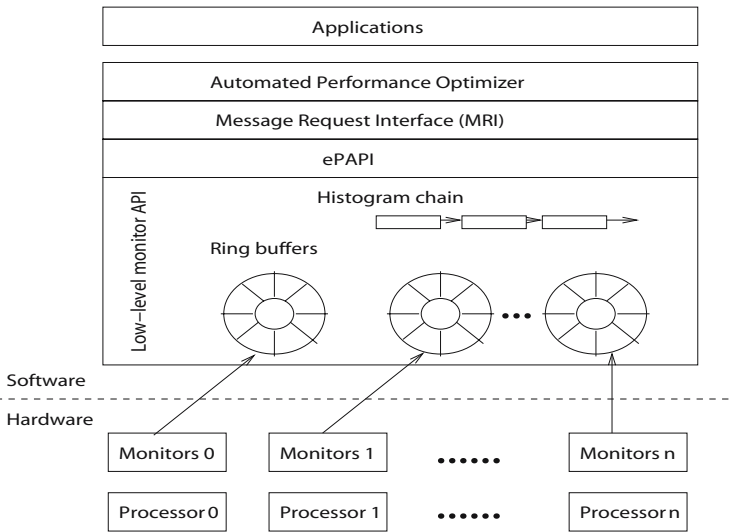 Applications
Automated Performance Optimizer
Message Request Interface (MRI)
ePAPI
Low-level monitor API
Histogram chain
Ring buffers
Software
Hardware
Monitors 0
Monitors 1
Monitors n
Processor 0
Processor 1
Processor n